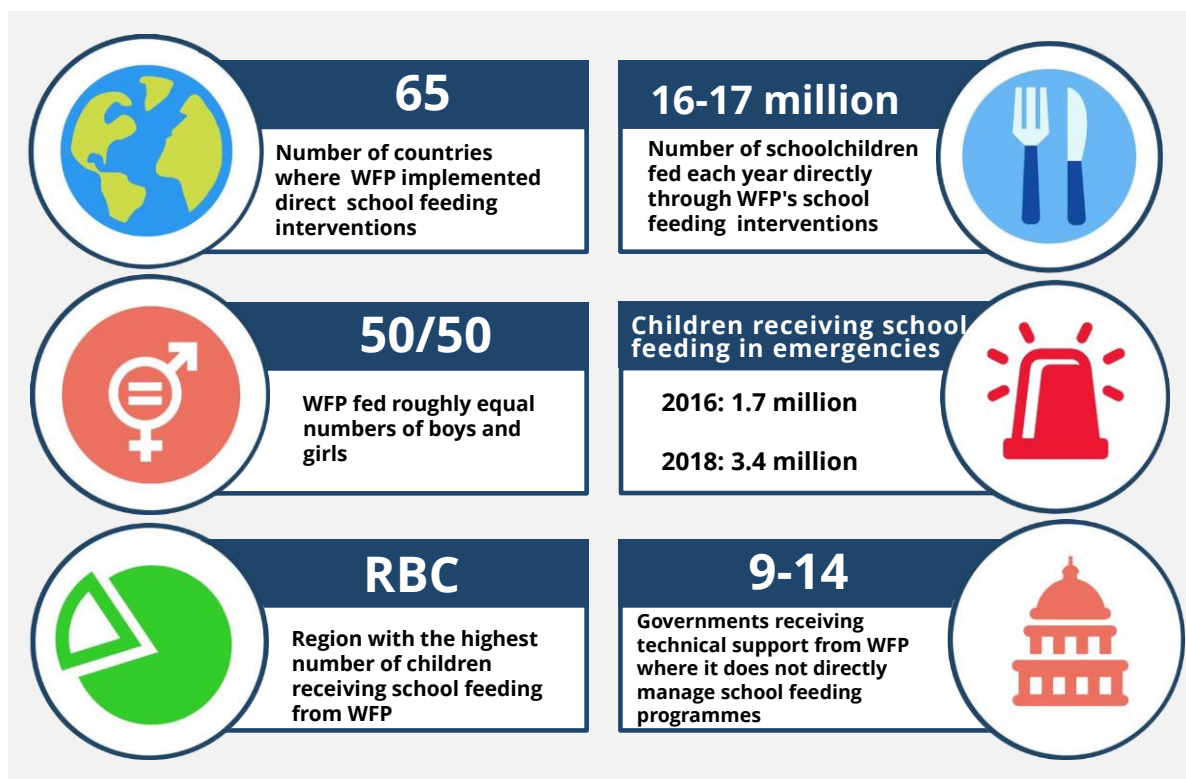 65
Number of countries
where WFP implemented
direct school feeding
interventions
16-17 million
Number of schoolchildren
fed each year directly
through WFP's school
feeding interventions
50/50
WFP fed roughly equal
numbers of boys and
girls
Children receiving school
feeding in emergencies
2016: 1.7 million
2018: 3.4 million
RBC
Region with the highest
number of children
receiving school feeding
from WFP
9-14
Governments receiving
technical support from WFP
where it does not directly
manage school feeding
programmes